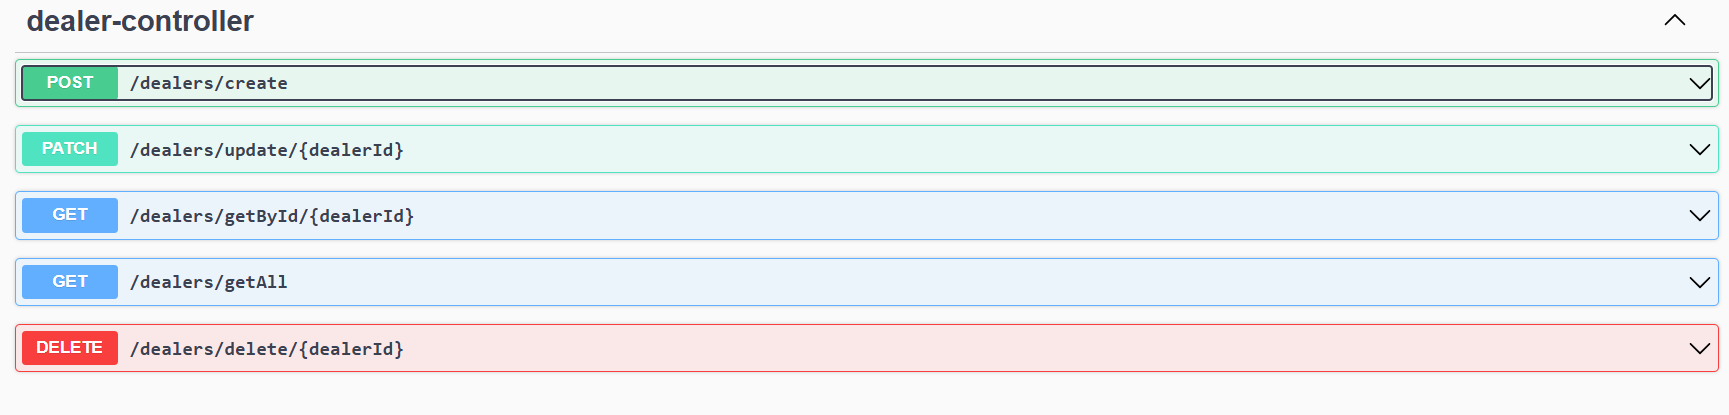 dealer-controller
POST /dealers/create
PATCH /dealers/update/{dealerId}
GET /dealers/getById/{dealerId}
GET /dealers/getAll
DELETE /dealers/delete/{dealerId}